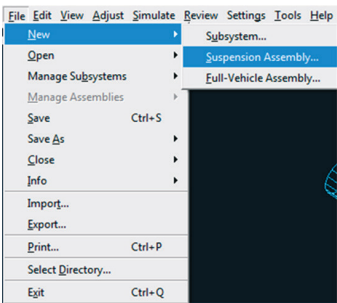 File Edit View Adjust Simulate Review Settings Tools Help
New
Subsystem...
Open
Suspension Assembly...
Manage Subsystems
Full-Vehicle Assembly...
Manage Assemblies
Save Ctrl+S
Save As
Close
Info
Import...
Export...
Print... Ctrl+P
Select Directory...
Exit Ctrl+Q